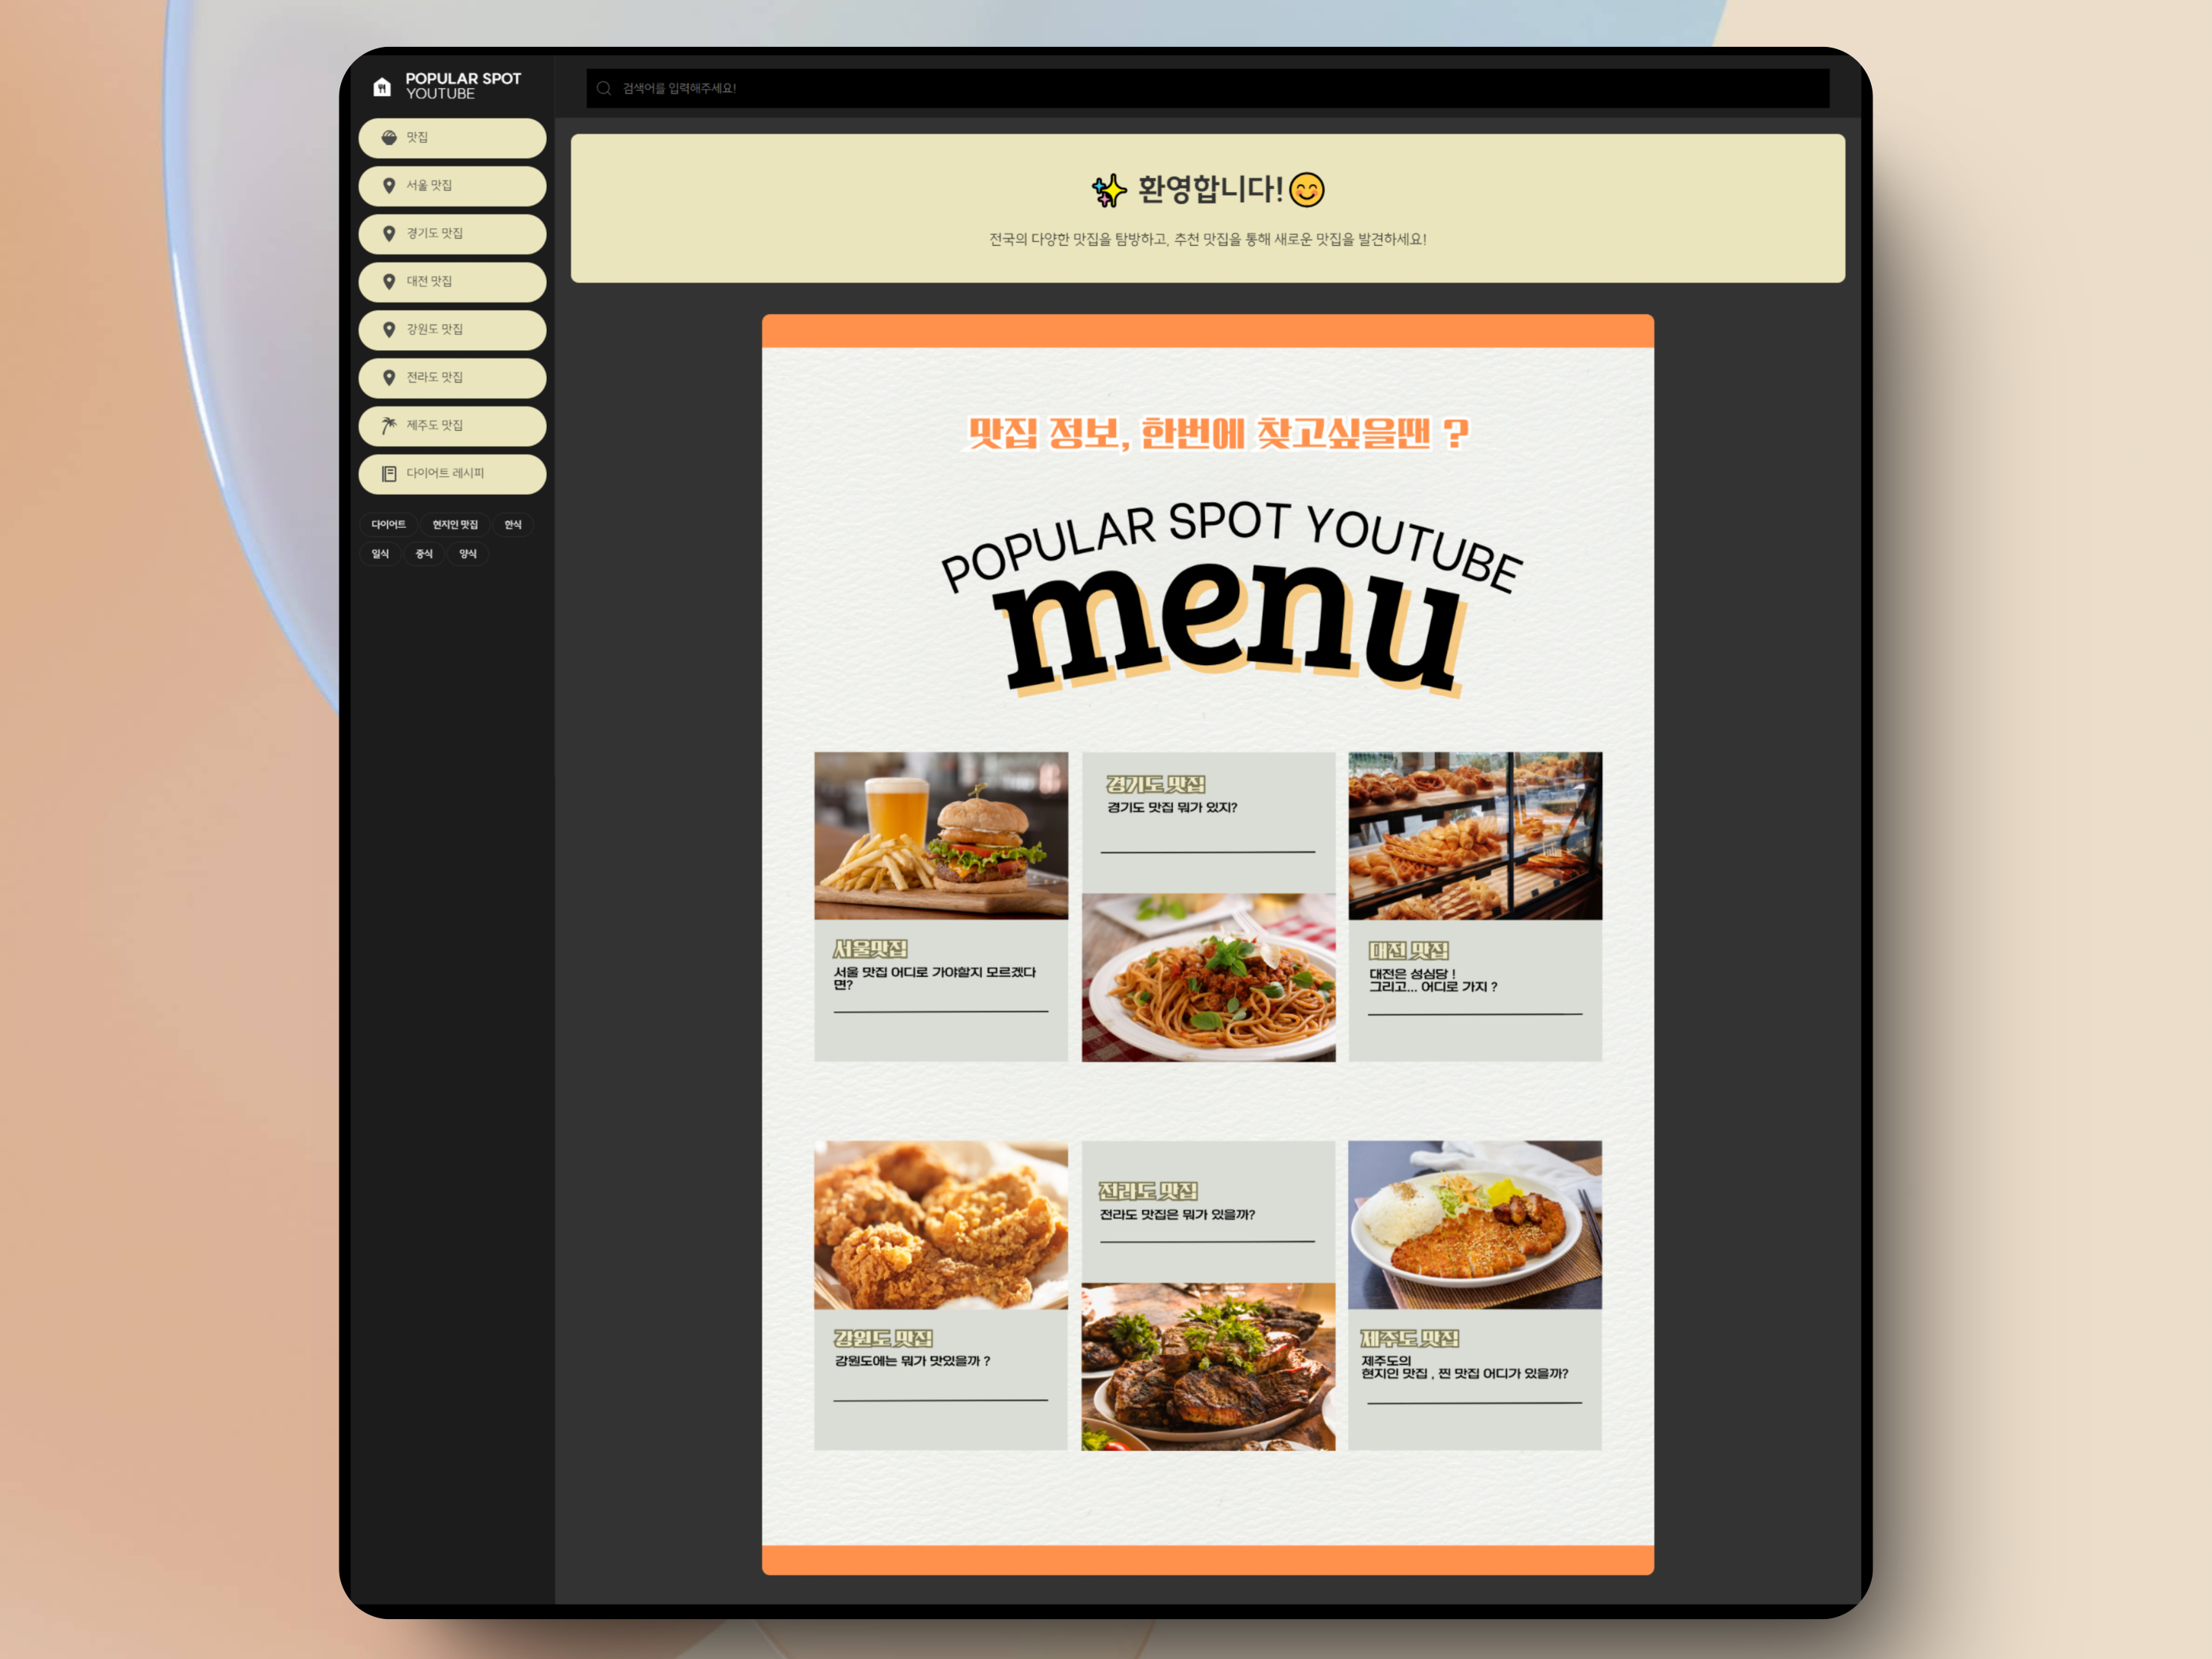 POPULAR SPOT
YOUTUBE
검색어를 입력해주세요!
맛집
서울 맛집
경기도 맛집
대전 맛집
강원도 맛집
전라도 맛집
제주도 맛집
다이어트 레시피
다이어트 현지인 맛집 한식
일식 중식 양식
환영합니다!
전국의 다양한 맛집을 탐방하고, 추천 맛집을 통해 새로운 맛집을 발견하세요!
맛집 정보, 한번에 찾고싶을땐 ?
POPULAR SPOT YOUTUBE
menu
서울맛집
서울 맛집 어디로 가야할지 모르겠다
면?
경기도 맛집
경기도 맛집 뭐가 있지?
대전 맛집
대전은 성심당 !
그리고... 어디로 가지 ?
강원도 맛집
강원도에는 뭐가 맛있을까 ?
전라도 맛집
전라도 맛집은 뭐가 있을까?
제주도 맛집
제주도의
현지인 맛집 , 찐 맛집 어디가 있을까?